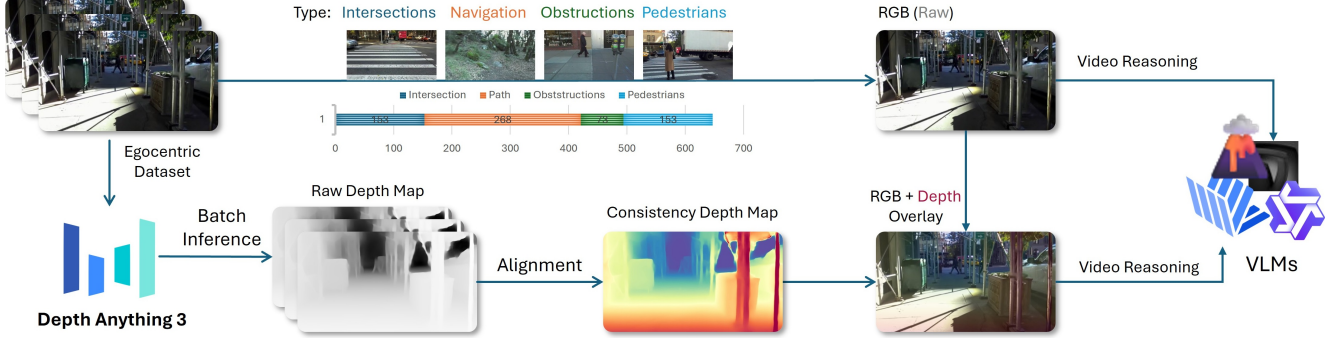 Type: Intersections Navigation Obstructions Pedestrians
RGB (Raw)
Video Reasoning
Intersection Path Obststructions Pedestrians
1
153 268 73 153
0 100 200 300 400 500 600 700
Egocentric
Dataset
Raw Depth Map
Batch
Inference
Consistency Depth Map
RGB + Depth
Overlay
Alignment
Video Reasoning
VLMs
Depth Anything 3